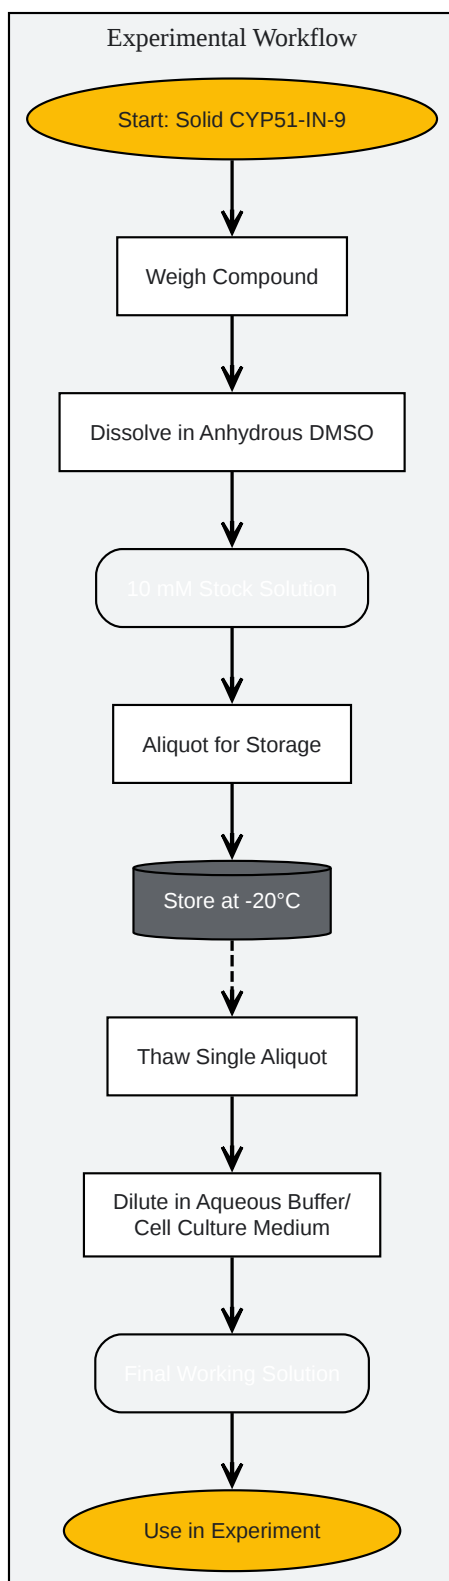 Experimental Workflow
Start: Solid CYP51-IN-9
Weigh Compound
Dissolve in Anhydrous DMSO
10 mM Stock Solution
Aliquot for Storage
Store at -20°C
Thaw Single Aliquot
Dilute in Aqueous Buffer/
Cell Culture Medium
Final Working Solution
Use in Experiment